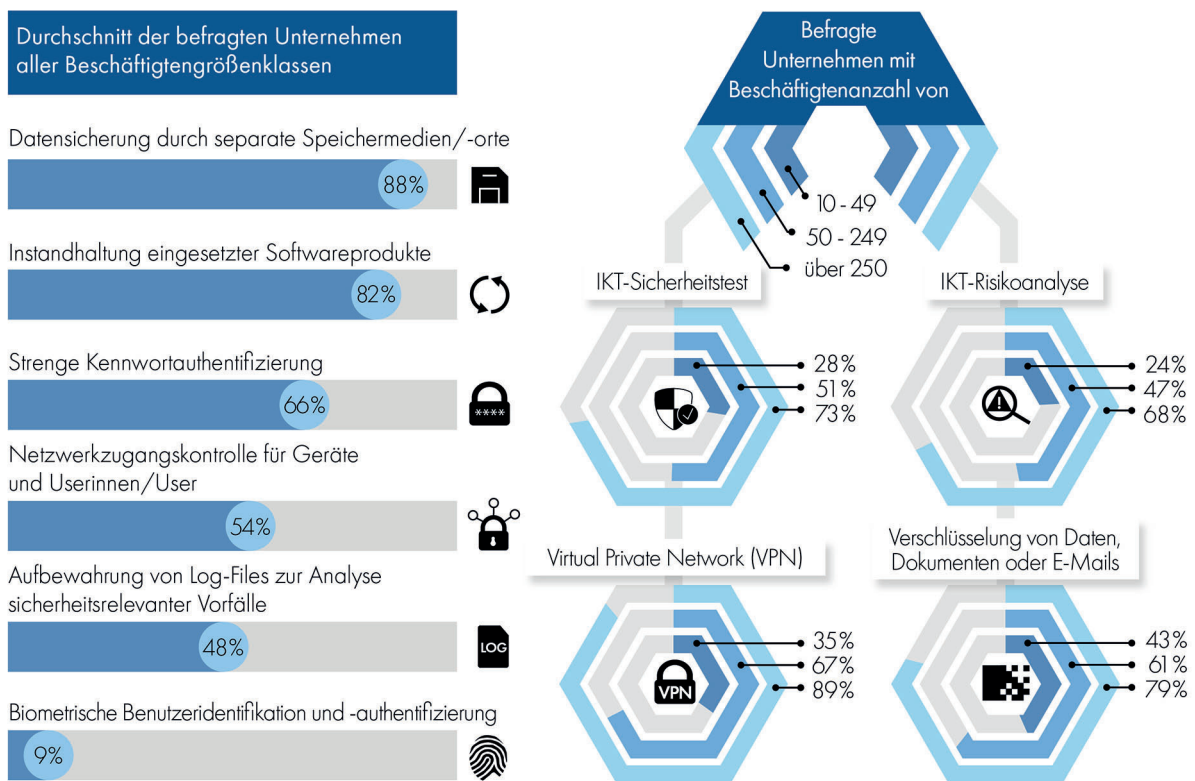 Durchschnitt der befragten Unternehmen
aller Beschäftigtengrößenklassen
Datensicherung durch separate Speichermedien/-orte
88%
Instandhaltung eingesetzter Softwareprodukte
82%
Strenge Kennwortauthentifizierung
66%
****
Netzwerkzugangskontrolle für Geräte
und Userinnen/User
54%
Aufbewahrung von Log-Files zur Analyse
sicherheitsrelevanter Vorfälle
48%
LOG
Biometrische Benutzeridentifikation und -authentifizierung
9%
Befragte
Unternehmen mit
Beschäftigtenanzahl von
10 - 49
50 - 249
über 250
IKT-Sicherheitstest
28%
51%
73%
IKT-Risikoanalyse
24%
47%
68%
Virtual Private Network (VPN)
35%
67%
89%
VPN
Verschlüsselung von Daten,
Dokumenten oder E-Mails
43%
61%
79%